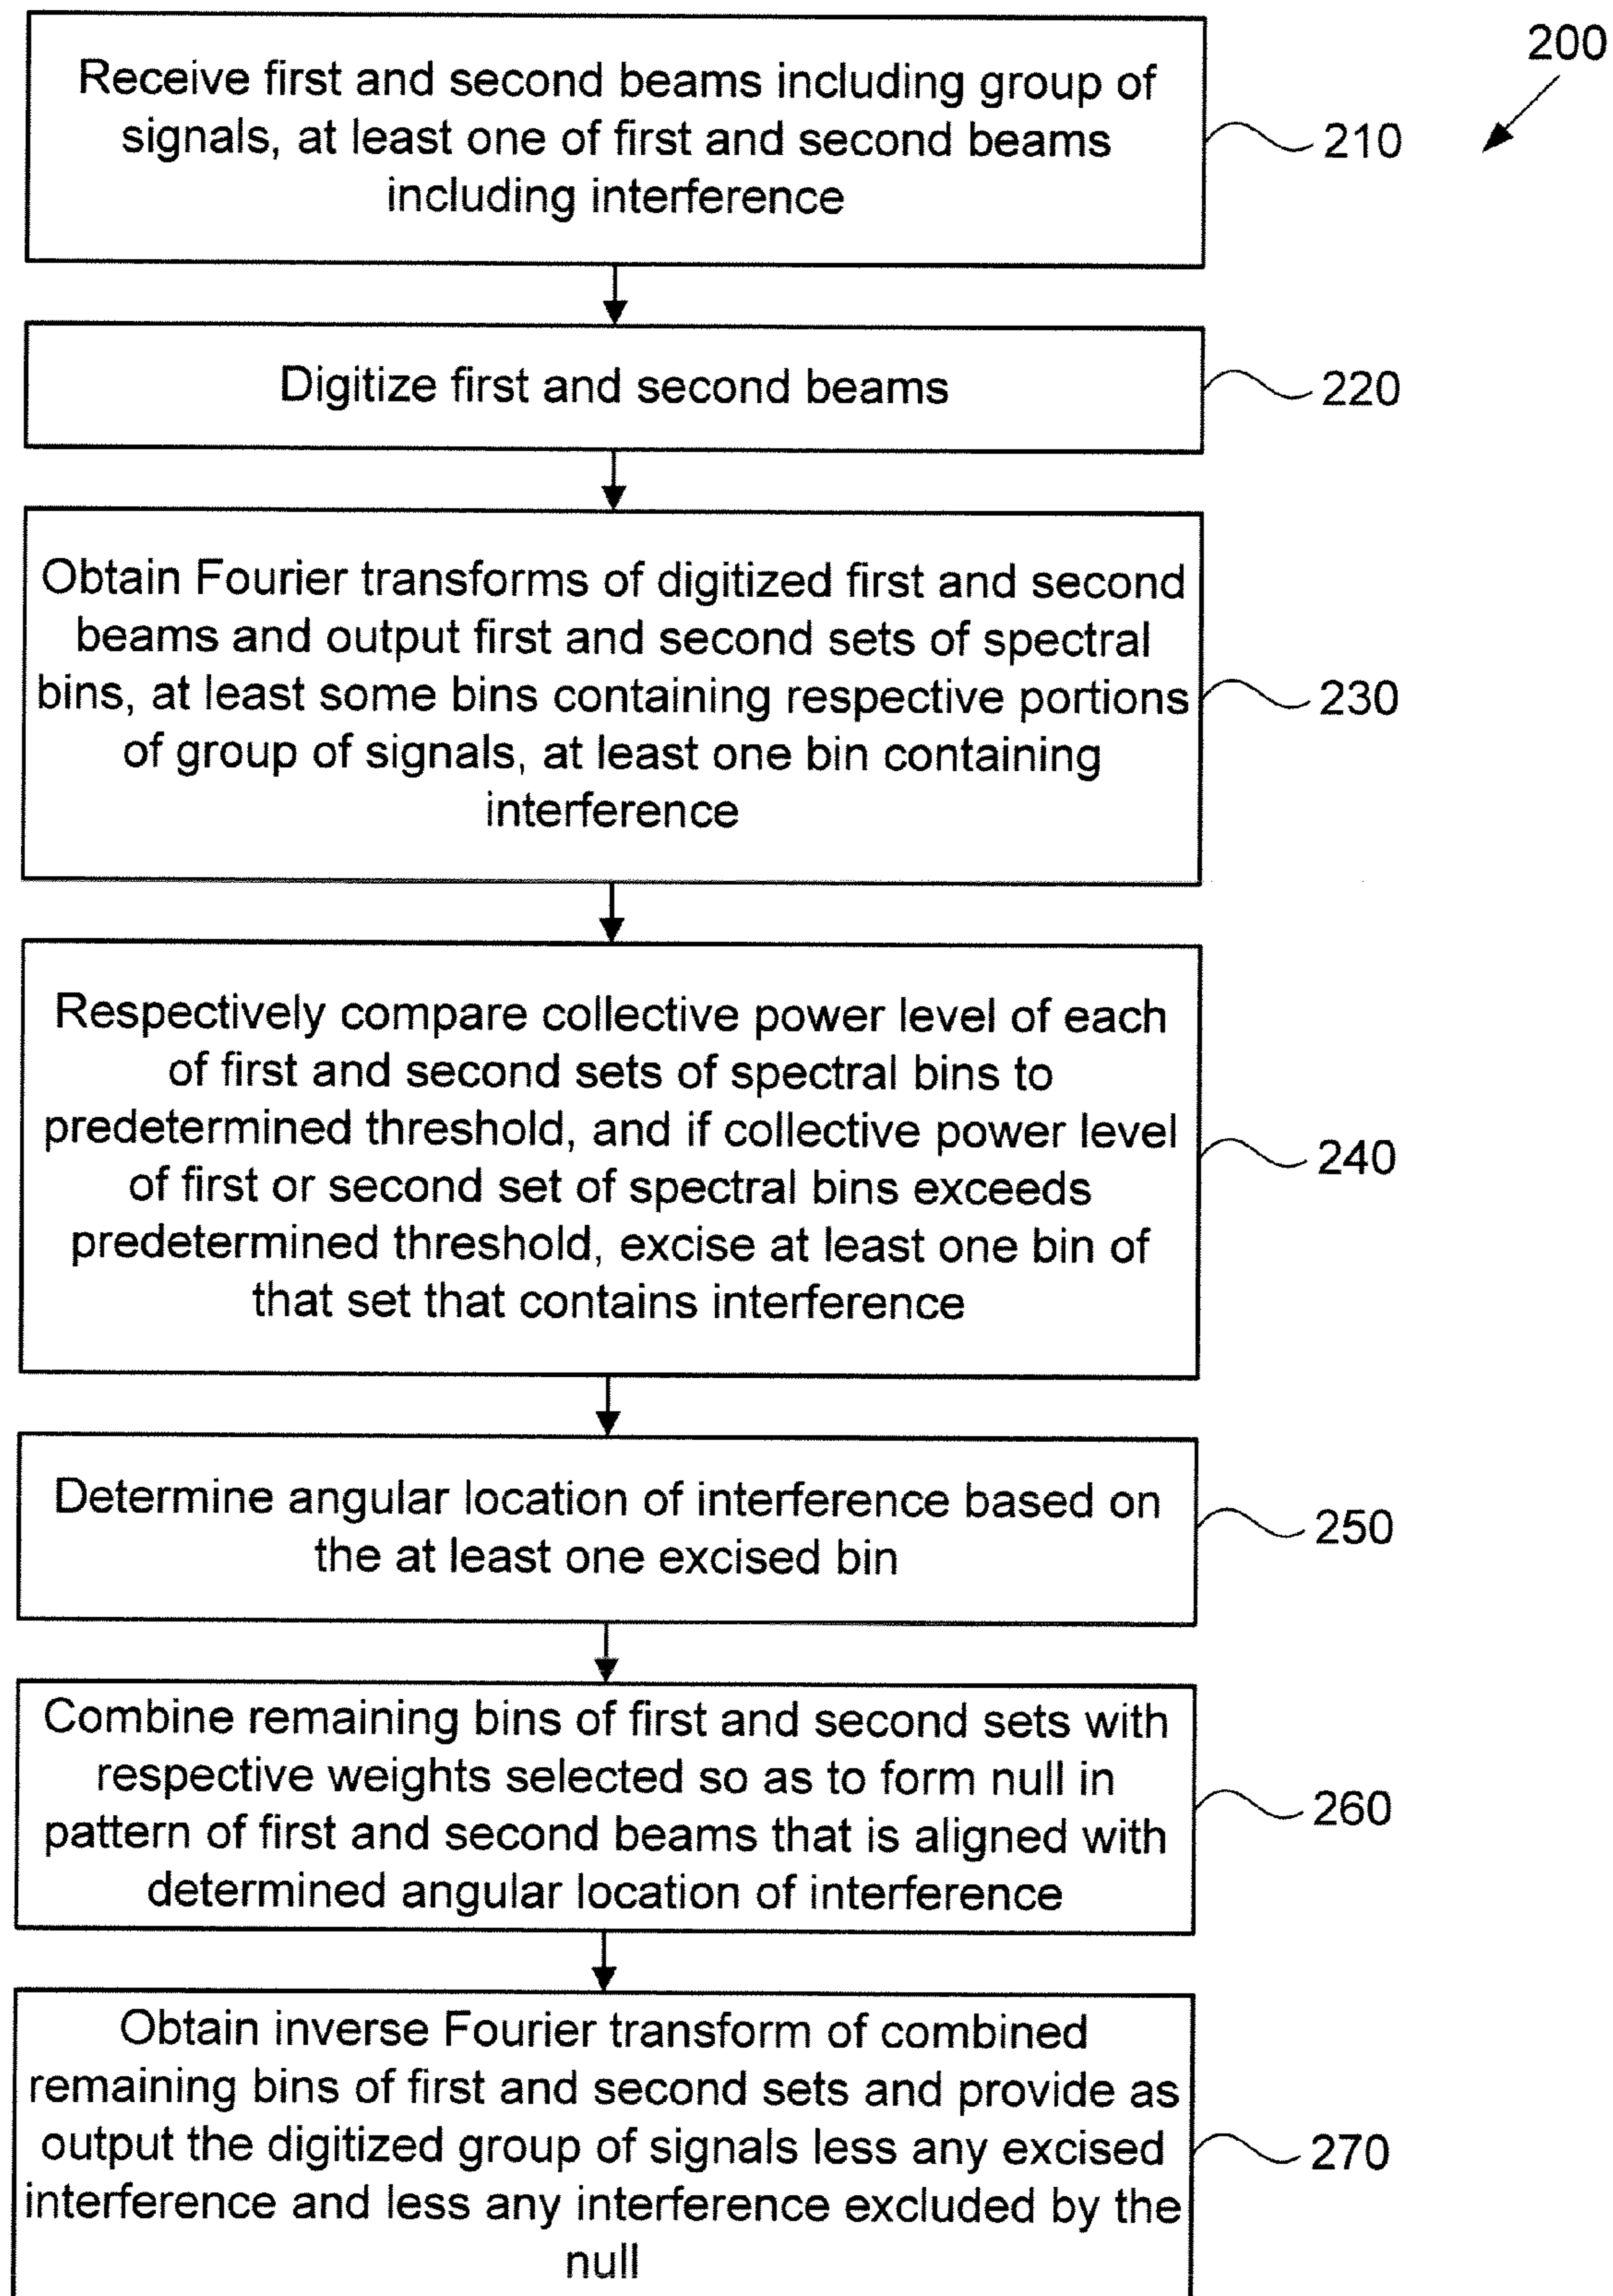 200
Receive first and second beams including group of
signals, at least one of first and second beams
including interference
210
Digitize first and second beams
220
Obtain Fourier transforms of digitized first and second
beams and output first and second sets of spectral
bins, at least some bins containing respective portions
of group of signals, at least one bin containing
interference
230
Respectively compare collective power level of each
of first and second sets of spectral bins to
predetermined threshold, and if collective power level
of first or second set of spectral bins exceeds
predetermined threshold, excise at least one bin of
that set that contains interference
240
Determine angular location of interference based on
the at least one excised bin
250
Combine remaining bins of first and second sets with
respective weights selected so as to form null in
pattern of first and second beams that is aligned with
determined angular location of interference
260
Obtain inverse Fourier transform of combined
remaining bins of first and second sets and provide as
output the digitized group of signals less any excised
interference and less any interference excluded by the
null
270